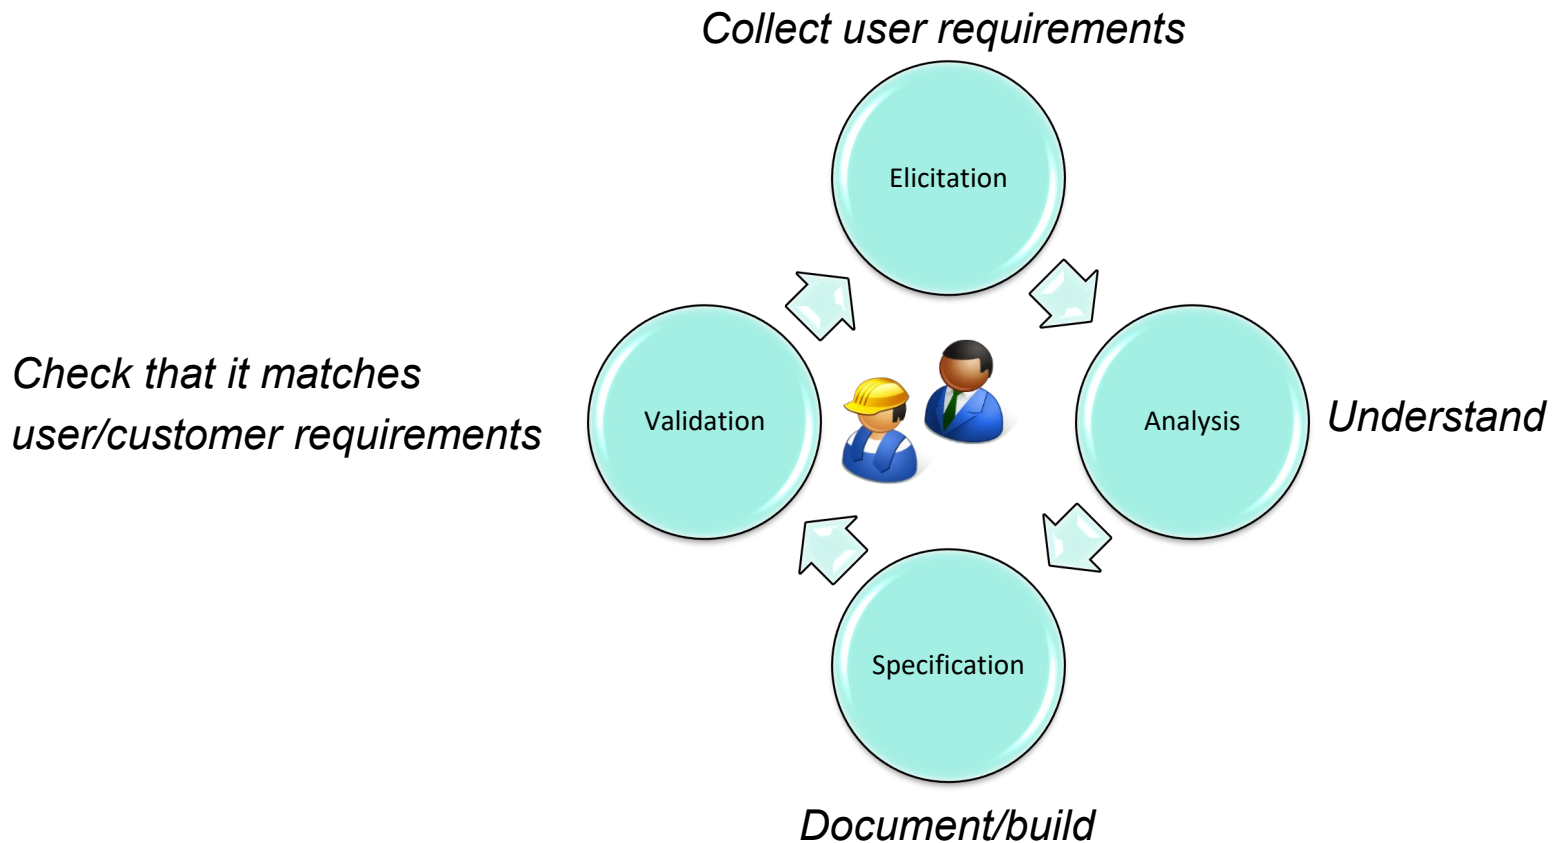 Collect user requirements
Elicitation
Check that it matches
user/customer requirements
Validation
Analysis
Understand
Specification
Document/build